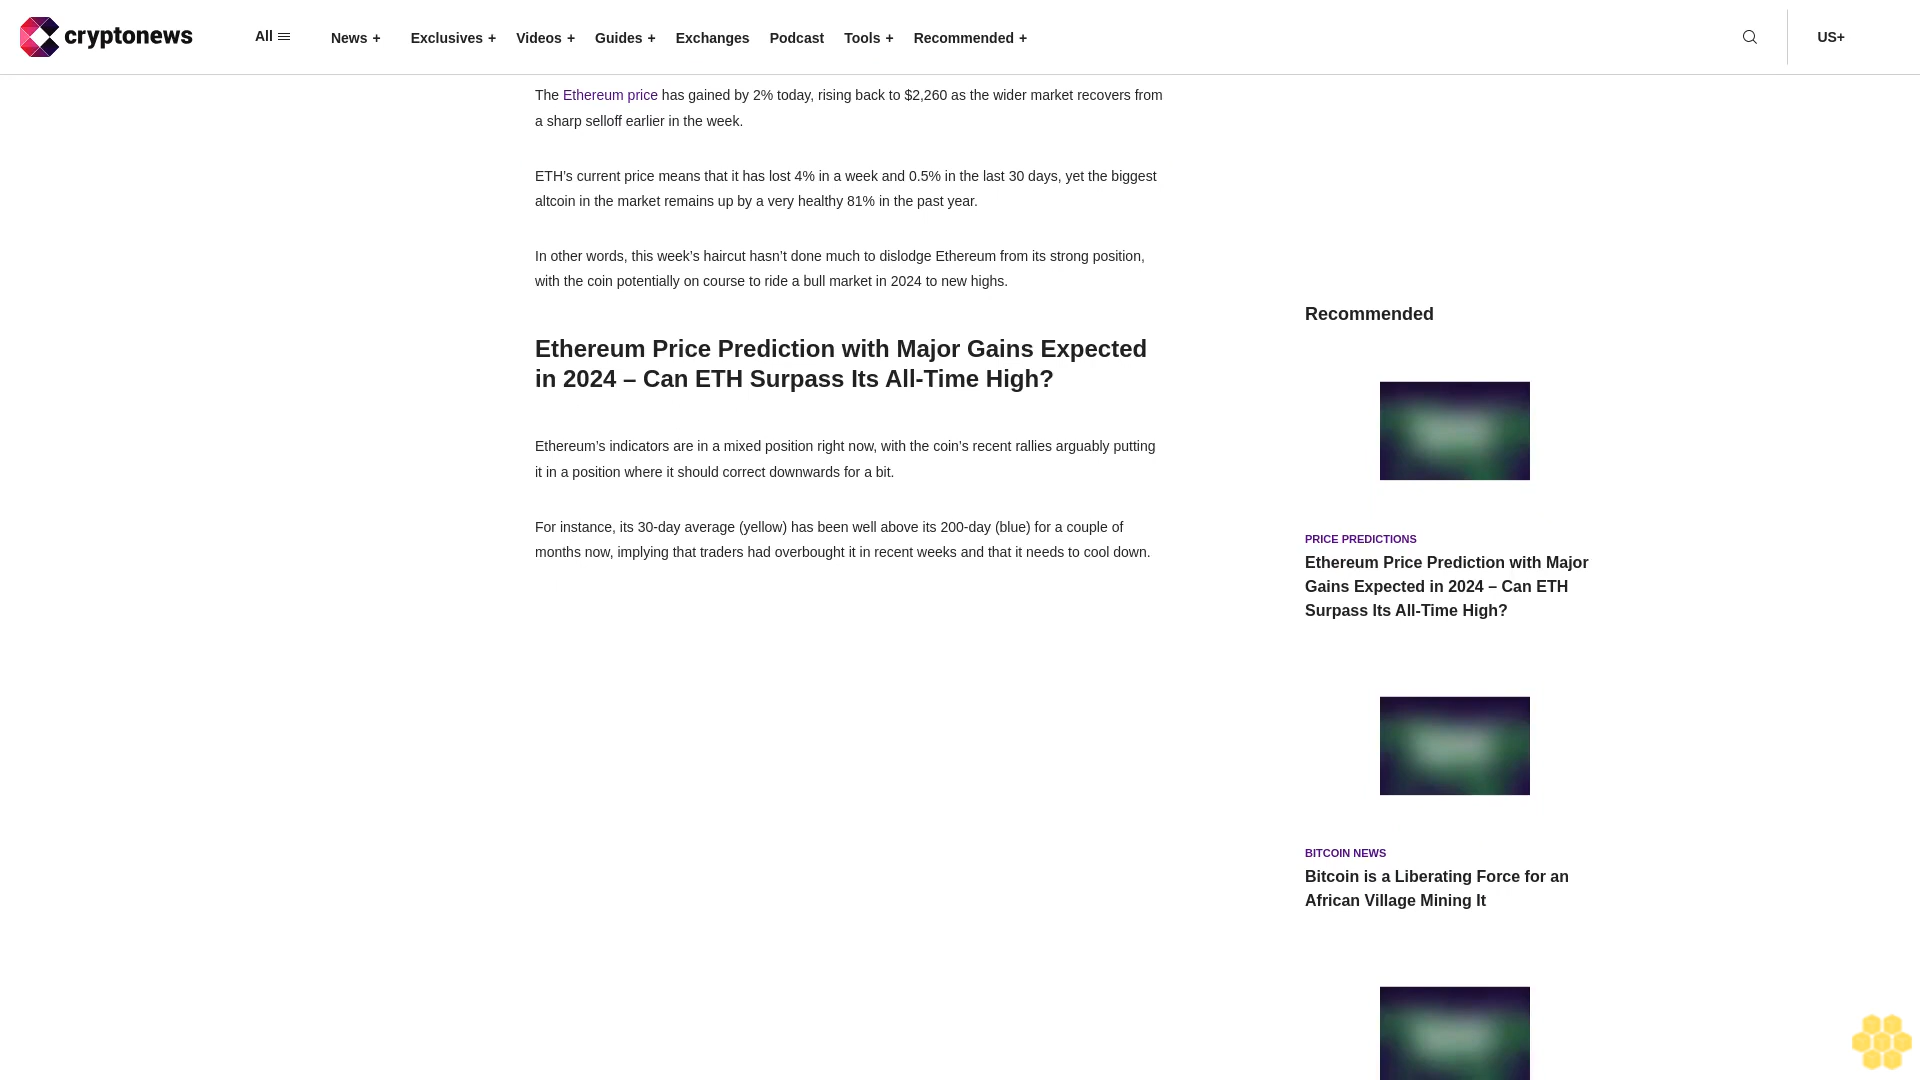 cryptonews
All
News +
Exclusives +
Videos +
Guides +
Exchanges
Podcast
Tools +
Recommended +
US+
The Ethereum price has gained by 2% today, rising back to $2,260 as the wider market recovers from
a sharp selloff earlier in the week.
ETH’s current price means that it has lost 4% in a week and 0.5% in the last 30 days, yet the biggest
altcoin in the market remains up by a very healthy 81% in the past year.
In other words, this week’s haircut hasn’t done much to dislodge Ethereum from its strong position,
with the coin potentially on course to ride a bull market in 2024 to new highs.
Ethereum Price Prediction with Major Gains Expected
in 2024 – Can ETH Surpass Its All-Time High?
Ethereum’s indicators are in a mixed position right now, with the coin’s recent rallies arguably putting
it in a position where it should correct downwards for a bit.
For instance, its 30-day average (yellow) has been well above its 200-day (blue) for a couple of
months now, implying that traders had overbought it in recent weeks and that it needs to cool down.
Recommended
PRICE PREDICTIONS
Ethereum Price Prediction with Major
Gains Expected in 2024 – Can ETH
Surpass Its All-Time High?
BITCOIN NEWS
Bitcoin is a Liberating Force for an
African Village Mining It